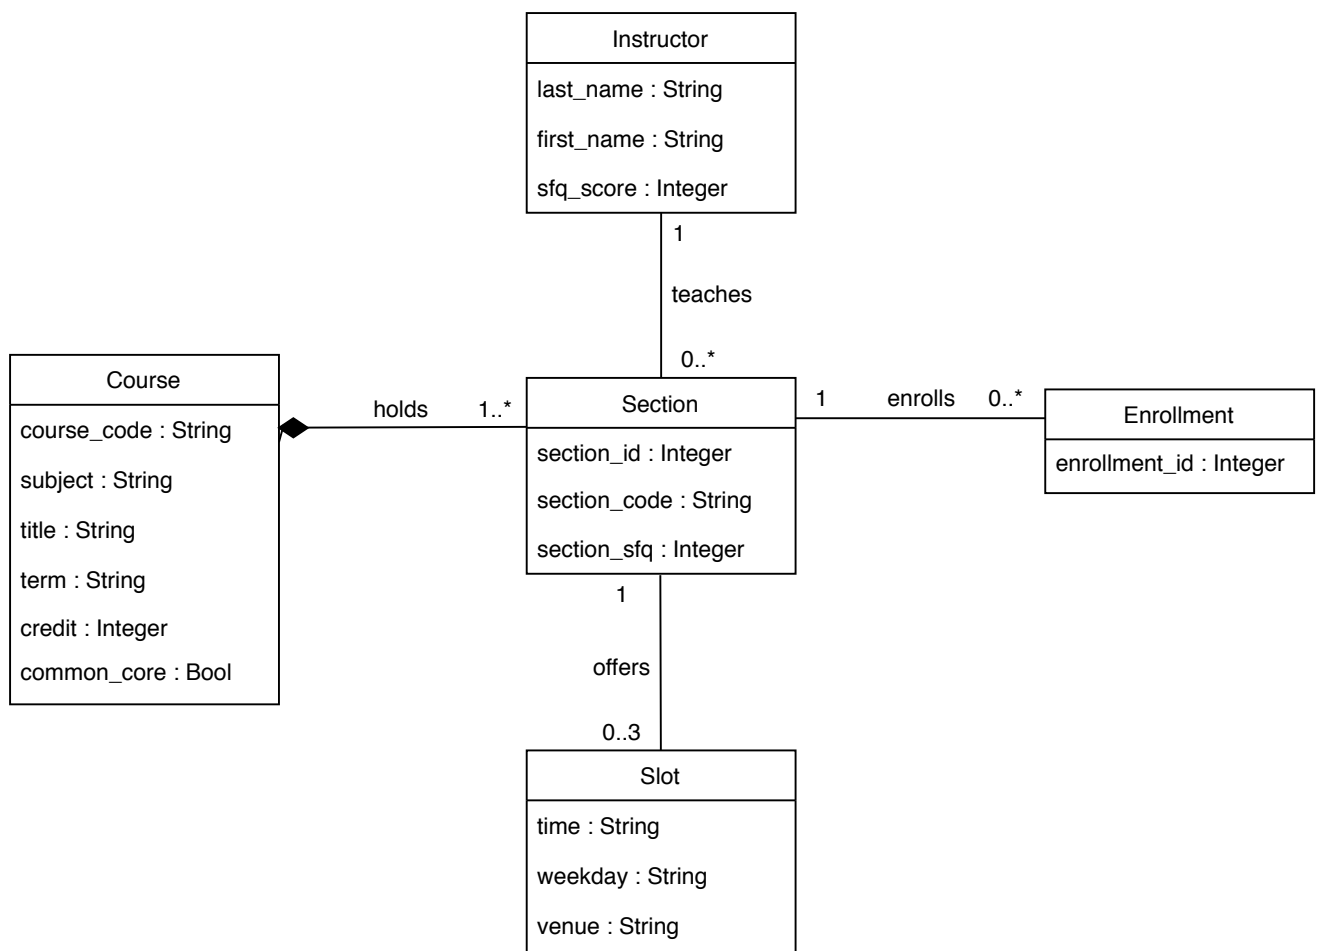 Instructor
last_name : String
first_name : String
sfq_score : Integer
1
teaches
0..*
Course
course_code : String
subject : String
title : String
term : String
credit : Integer
common_core : Bool
holds
1..*
Section
section_id : Integer
section_code : String
section_sfq : Integer
1
enrolls
0..*
Enrollment
enrollment_id : Integer
1
offers
0..3
Slot
time : String
weekday : String
venue : String